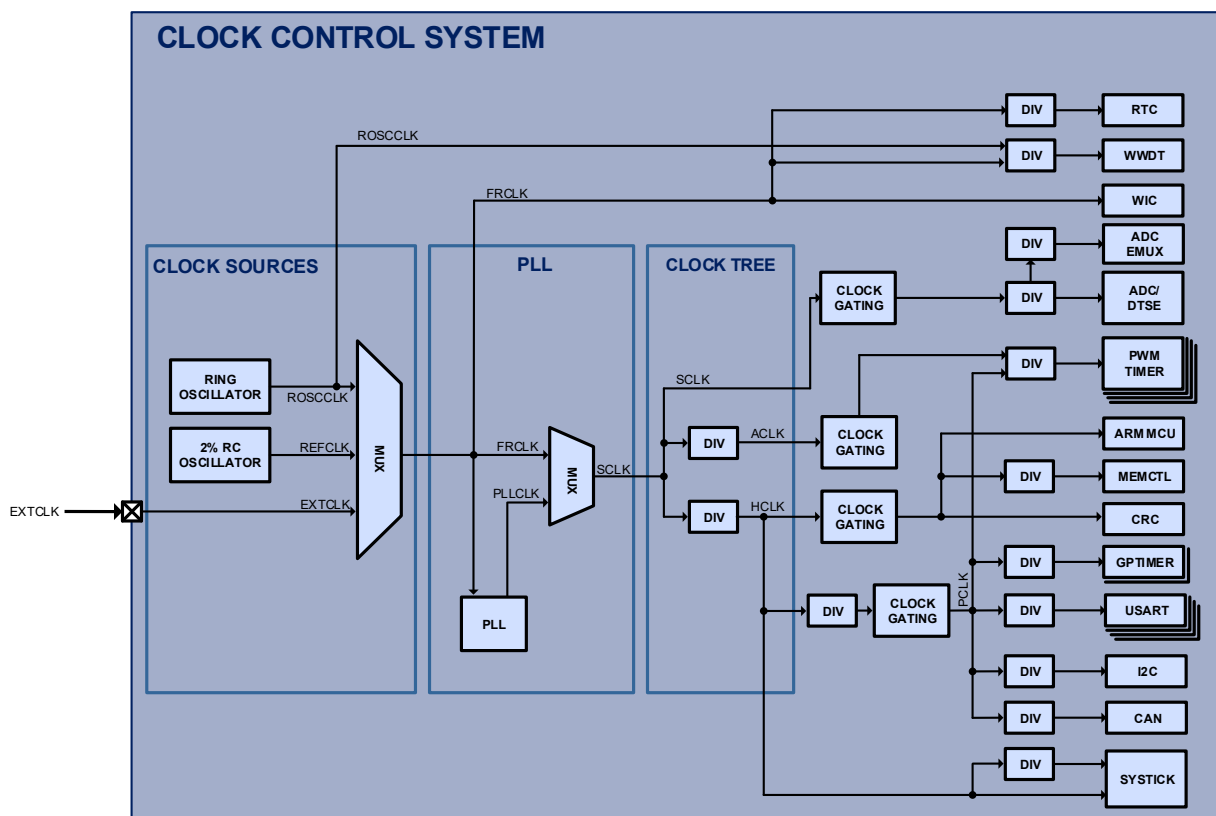 CLOCK CONTROL SYSTEM
DIV
RTC
ROSCCLK
DIV
WWDT
FRCLK
WIC
CLOCK SOURCES
PLL
CLOCK TREE
DIV
ADC
EMUX
CLOCK
GATING
DIV
ADC/
DTSE
RING
OSCILLATOR
ROSCCLK
SCLK
DIV
PWM
TIMER
2% RC
OSCILLATOR
REFCLK
MUX
FRCLK
MUX
SCLK
DIV
ACLK
CLOCK
GATING
ARM MCU
DIV
MEMCTL
EXTCLK
EXTCLK
PLLCLK
DIV
HCLK
CLOCK
GATING
CRC
PLL
DIV
CLOCK
GATING
PCLK
DIV
GPTIMER
DIV
USART
DIV
I2C
DIV
CAN
DIV
SYSTICK